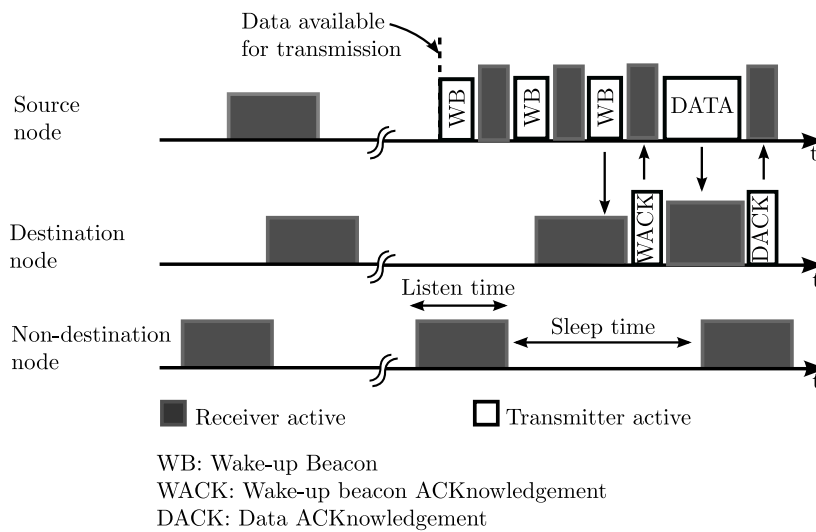 Data available
for transmission
Source
node
WB
WB
WB
DATA
t
Destination
node
WACK
DACK
t
Listen time
Non-destination
node
Sleep time
t
Receiver active
Transmitter active
WB: Wake-up Beacon
WACK: Wake-up beacon ACKnowledgement
DACK: Data ACKnowledgement